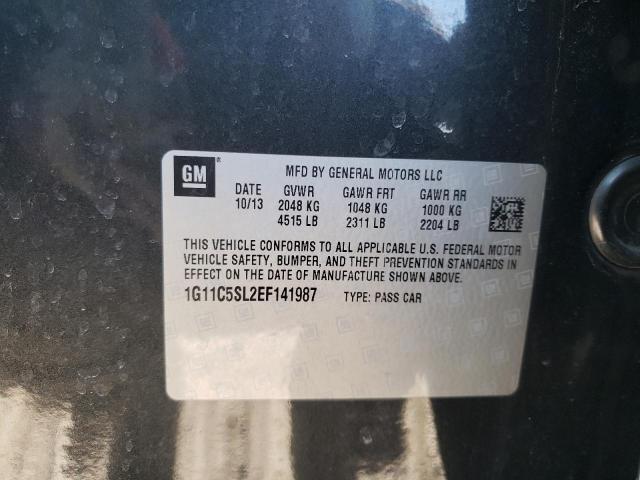 GM®
MFD BY GENERAL MOTORS LLC
DATE GVWR GAWR FRT GAWR RR
10/13 2048 KG 1048 KG 1000 KG
4515 LB 2311 LB 2204 LB
THIS VEHICLE CONFORMS TO ALL APPLICABLE U.S. FEDERAL MOTOR
VEHICLE SAFETY, BUMPER, AND THEFT PREVENTION STANDARDS IN
EFFECT ON THE DATE OF MANUFACTURE SHOWN ABOVE.
1G11C5SL2EF141987 TYPE: PASS CAR